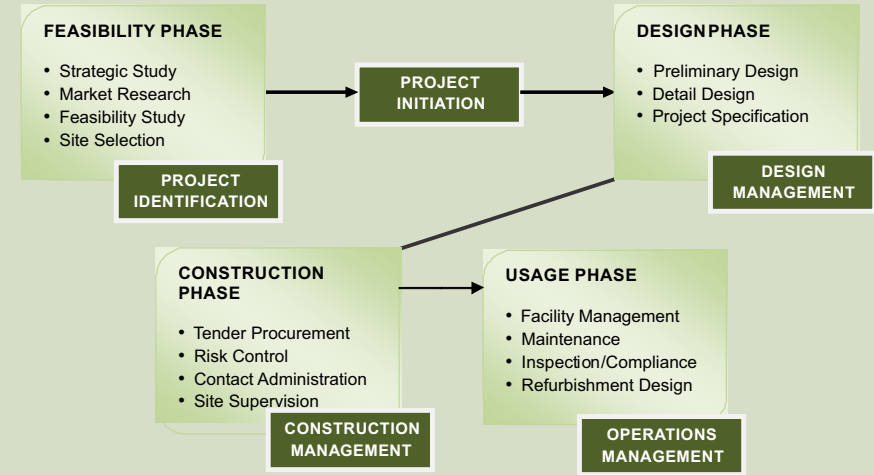 FEASIBILITY PHASE
• Strategic Study
• Market Research
• Feasibility Study
• Site Selection
PROJECT
IDENTIFICATION
PROJECT
INITIATION
DESIGN PHASE
• Preliminary Design
• Detail Design
• Project Specification
DESIGN
MANAGEMENT
CONSTRUCTION
PHASE
• Tender Procurement
• Risk Control
• Contact Administration
• Site Supervision
CONSTRUCTION
MANAGEMENT
USAGE PHASE
• Facility Management
• Maintenance
• Inspection/Compliance
• Refurbishment Design
OPERATIONS
MANAGEMENT